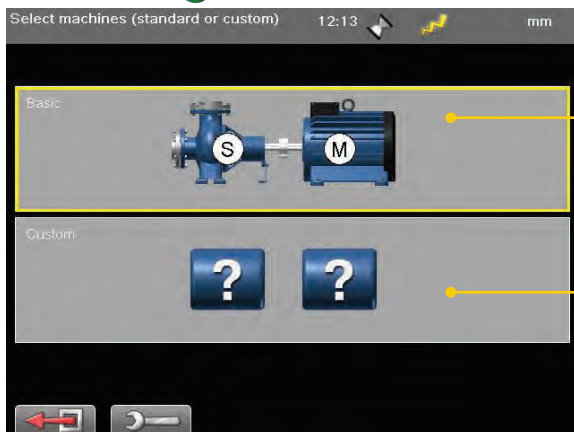 Select machines (standard or custom) 12:13 mm
Basic
S M
Custom
? ?